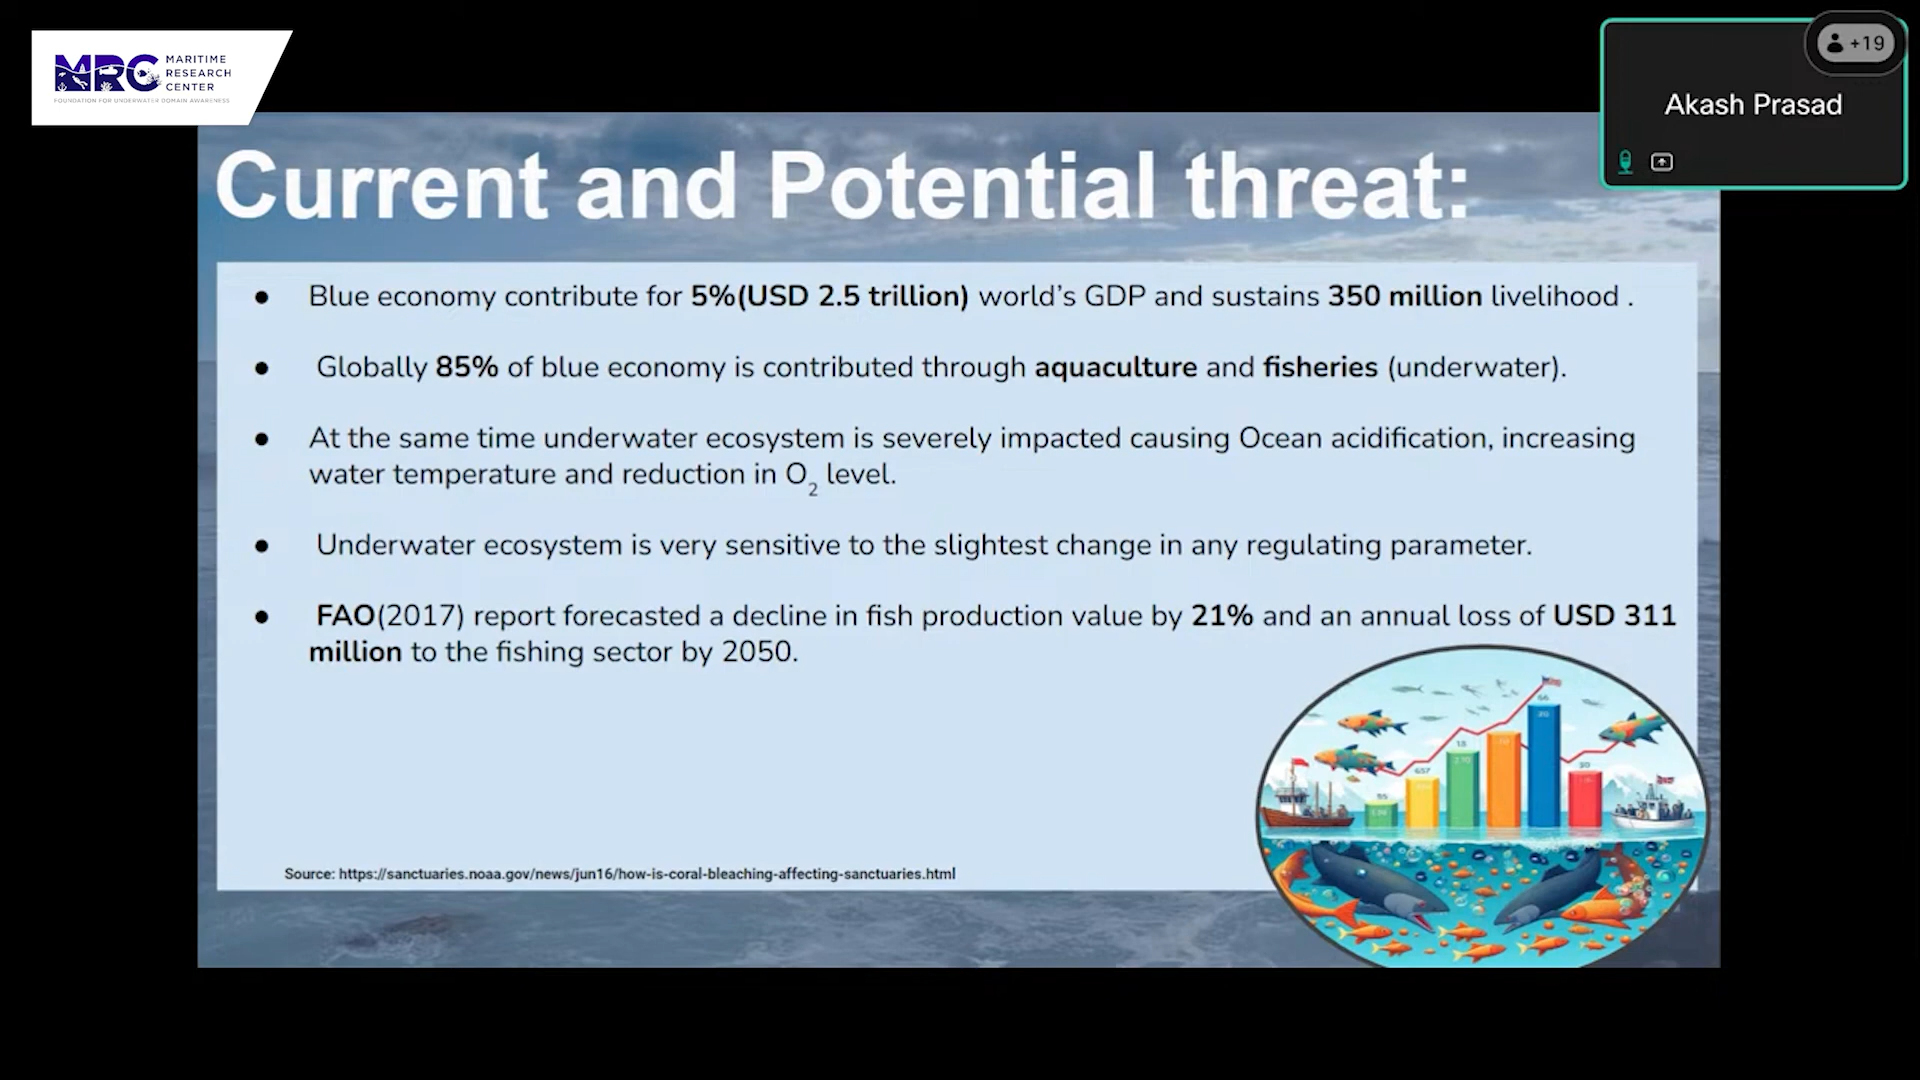 MRC MARITIME
RESEARCH
CENTER
FOUNDATION FOR UNDERWATER DOMAIN AWARENESS
+19
Akash Prasad
Current and Potential threat:
● Blue economy contribute for 5%(USD 2.5 trillion) world's GDP and sustains 350 million livelihood .
● Globally 85% of blue economy is contributed through aquaculture and fisheries (underwater).
● At the same time underwater ecosystem is severely impacted causing Ocean acidification, increasing
water temperature and reduction in O₂ level.
● Underwater ecosystem is very sensitive to the slightest change in any regulating parameter.
● FAO(2017) report forecasted a decline in fish production value by 21% and an annual loss of USD 311
million to the fishing sector by 2050.
Source: https://sanctuaries.noaa.gov/news/jun16/how-is-coral-bleaching-affecting-sanctuaries.html